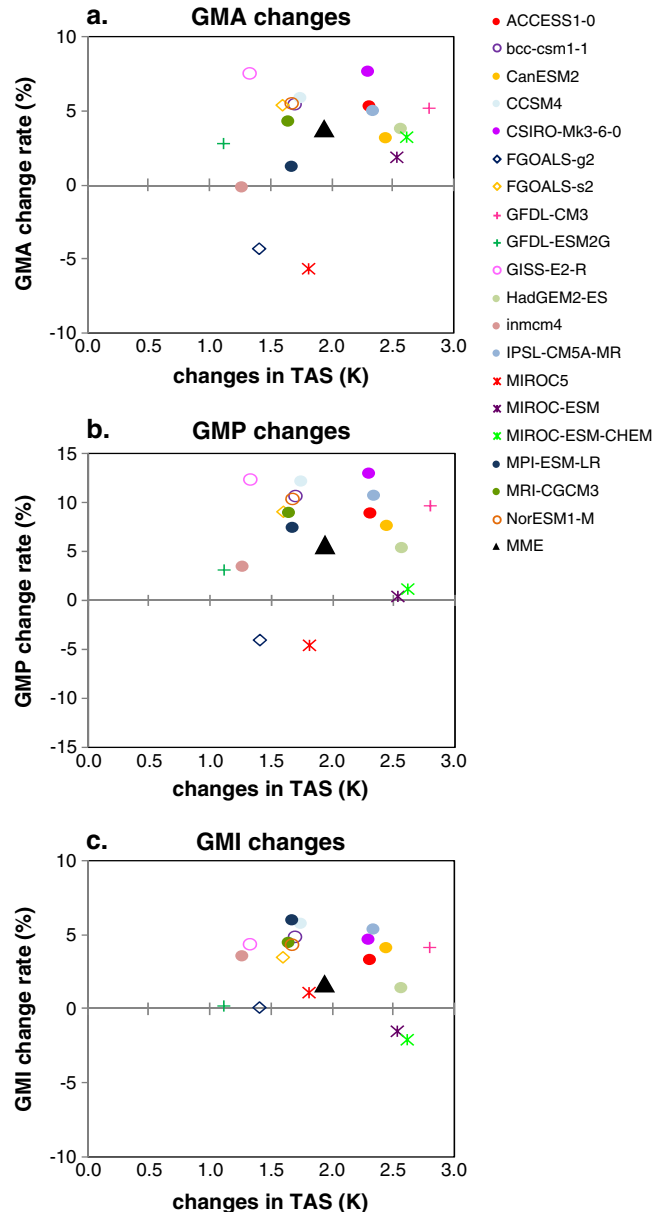 a.
GMA changes
GMA change rate (%)
10
5
0
-5
-10
0.0 0.5 1.0 1.5 2.0 2.5 3.0
changes in TAS (K)
b.
GMP changes
GMP change rate (%)
15
10
5
0
-5
-10
-15
0.0 0.5 1.0 1.5 2.0 2.5 3.0
changes in TAS (K)
c.
GMI changes
GMI change rate (%)
10
5
0
-5
-10
0.0 0.5 1.0 1.5 2.0 2.5 3.0
changes in TAS (K)
ACCESS1-0
bcc-csm1-1
CanESM2
CCSM4
CSIRO-Mk3-6-0
FGOALS-g2
FGOALS-s2
GFDL-CM3
GFDL-ESM2G
GISS-E2-R
HadGEM2-ES
inmcm4
IPSL-CM5A-MR
MIROC5
MIROC-ESM
MIROC-ESM-CHEM
MPI-ESM-LR
MRI-CGCM3
NorESM1-M
MME